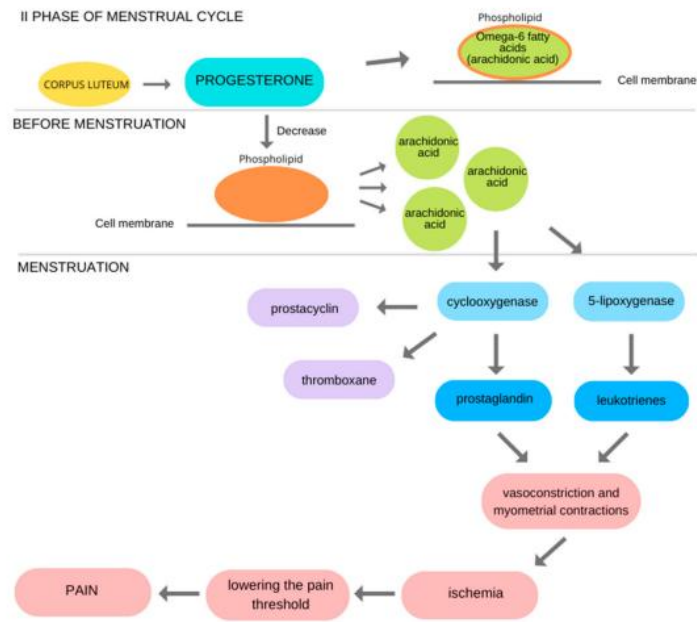 II PHASE OF MENSTRUAL CYCLE
Phospholipid
Omega-6 fatty
acids
(arachidonic acid)
CORPUS LUTEUM
PROGESTERONE
Cell membrane
BEFORE MENSTRUATION
Decrease
Phospholipid
arachidonic
acid
arachidonic
acid
arachidonic
acid
Cell membrane
MENSTRUATION
prostacyclin
cyclooxygenase
5-lipoxygenase
thromboxane
prostaglandin
leukotrienes
vasoconstriction and
myometrial contractions
PAIN
lowering the pain
threshold
ischemia